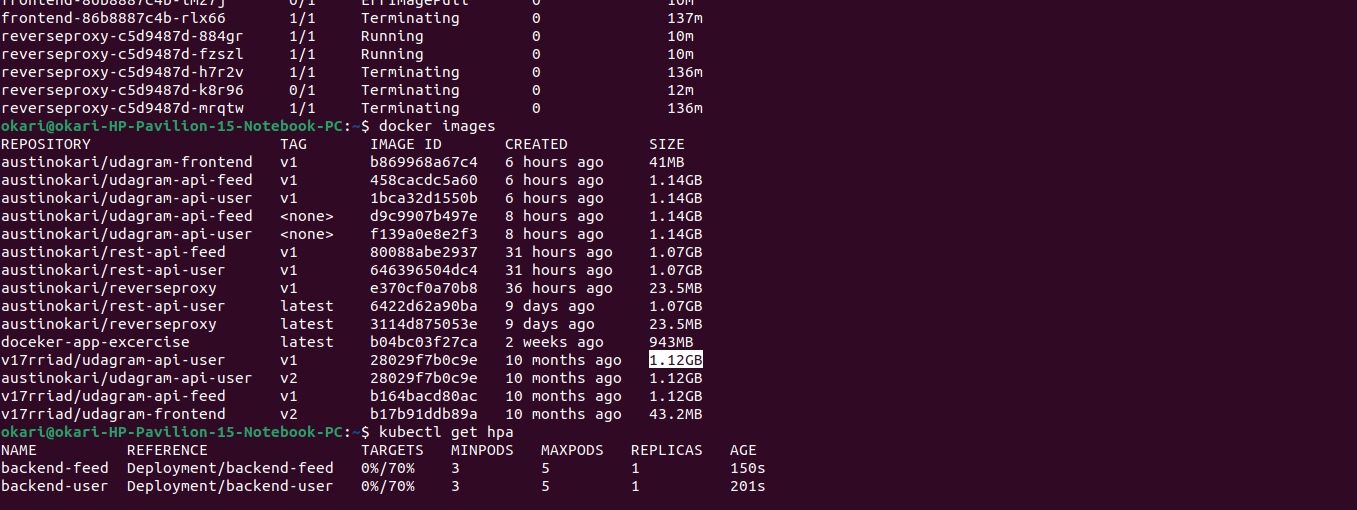 frontend-86b8887c4b-lm27j 0/1 ErrImagePull 0 10m
frontend-86b8887c4b-rlx66 1/1 Terminating 0 137m
reverseproxy-c5d9487d-884gr 1/1 Running 0 10m
reverseproxy-c5d9487d-fzszl 1/1 Running 0 10m
reverseproxy-c5d9487d-h7r2v 1/1 Terminating 0 136m
reverseproxy-c5d9487d-k8r96 0/1 Terminating 0 12m
reverseproxy-c5d9487d-mrqtw 1/1 Terminating 0 136m
okari@okari-HP-Pavilion-15-Notebook-PC:~$ docker images
REPOSITORY TAG IMAGE ID CREATED SIZE
austinokari/udagram-frontend v1 b869968a67c4 6 hours ago 41MB
austinokari/udagram-api-feed v1 458cacdc5a60 6 hours ago 1.14GB
austinokari/udagram-api-user v1 1bca32d1550b 6 hours ago 1.14GB
austinokari/udagram-api-feed <none> d9c9907b497e 8 hours ago 1.14GB
austinokari/udagram-api-user <none> f139a0e8e2f3 8 hours ago 1.14GB
austinokari/rest-api-feed v1 80088abe2937 31 hours ago 1.07GB
austinokari/rest-api-user v1 646396504dc4 31 hours ago 1.07GB
austinokari/reverseproxy v1 e370cf0a70b8 36 hours ago 23.5MB
austinokari/rest-api-user latest 6422d62a90ba 9 days ago 1.07GB
austinokari/reverseproxy latest 3114d875053e 9 days ago 23.5MB
doceker-app-excercise latest b04bc03f27ca 2 weeks ago 943MB
v17rriad/udagram-api-user v1 28029f7b0c9e 10 months ago 1.12GB
austinokari/udagram-api-user v2 28029f7b0c9e 10 months ago 1.12GB
v17rriad/udagram-api-feed v1 b164bacd80ac 10 months ago 1.12GB
v17rriad/udagram-frontend v2 b17b91ddb89a 10 months ago 43.2MB
okari@okari-HP-Pavilion-15-Notebook-PC:~$ kubectl get hpa
NAME REFERENCE TARGETS MINPODS MAXPODS REPLICAS AGE
backend-feed Deployment/backend-feed 0%/70% 3 5 1 150s
backend-user Deployment/backend-user 0%/70% 3 5 1 201s